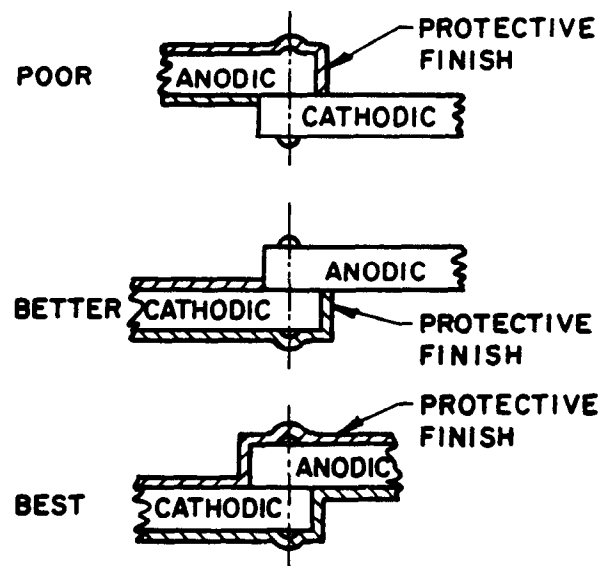 PROTECTIVE
FINISH
POOR
ANODIC
CATHODIC
ANODIC
BETTER
CATHODIC
PROTECTIVE
FINISH
PROTECTIVE
FINISH
ANODIC
BEST
CATHODIC